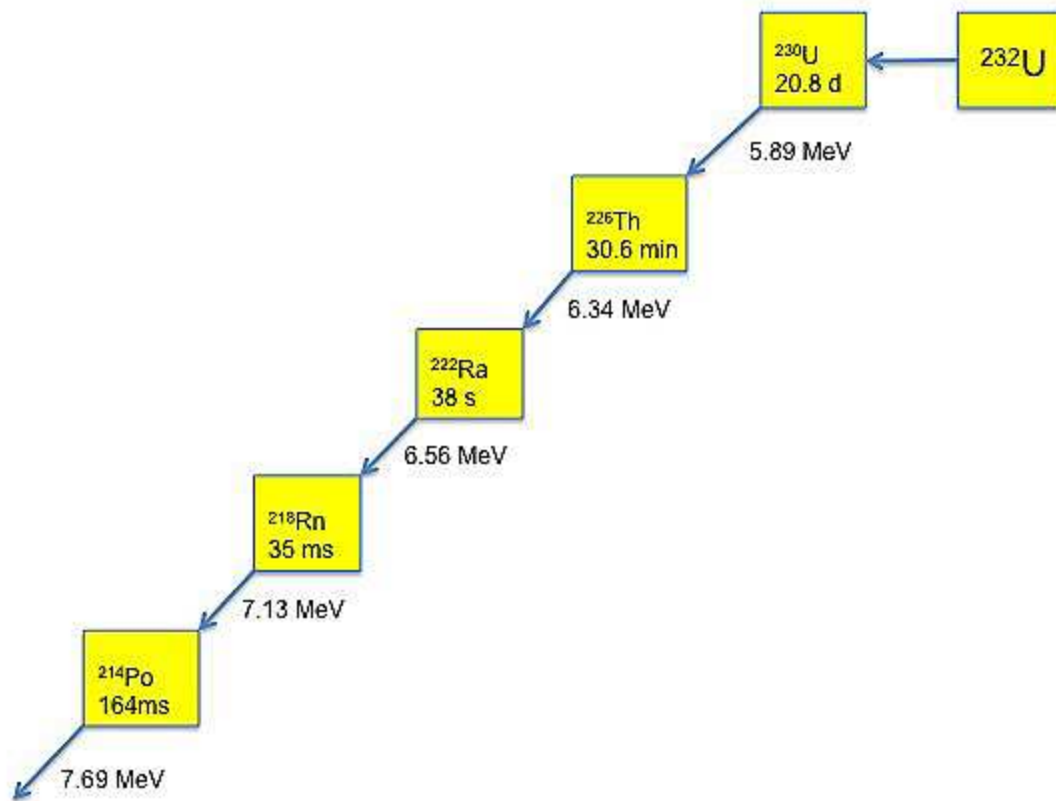 ²³⁰U
20.8 d
²³²U
5.89 MeV
²²⁶Th
30.6 min
6.34 MeV
²²²Ra
38 s
6.56 MeV
²¹⁸Rn
35 ms
7.13 MeV
²¹⁴Po
164ms
7.69 MeV